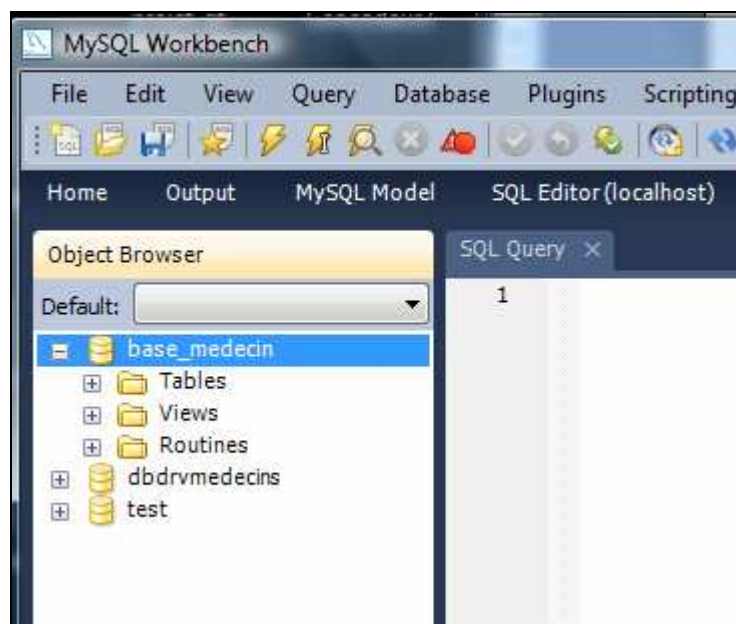 MySQL Workbench
File Edit View Query Database Plugins Scripting
Home Output MySQL Model SQL Editor (localhost)
Object Browser
SQL Query
Default:
1
base_medecin
Tables
Views
Routines
dbdrvmedecins
test